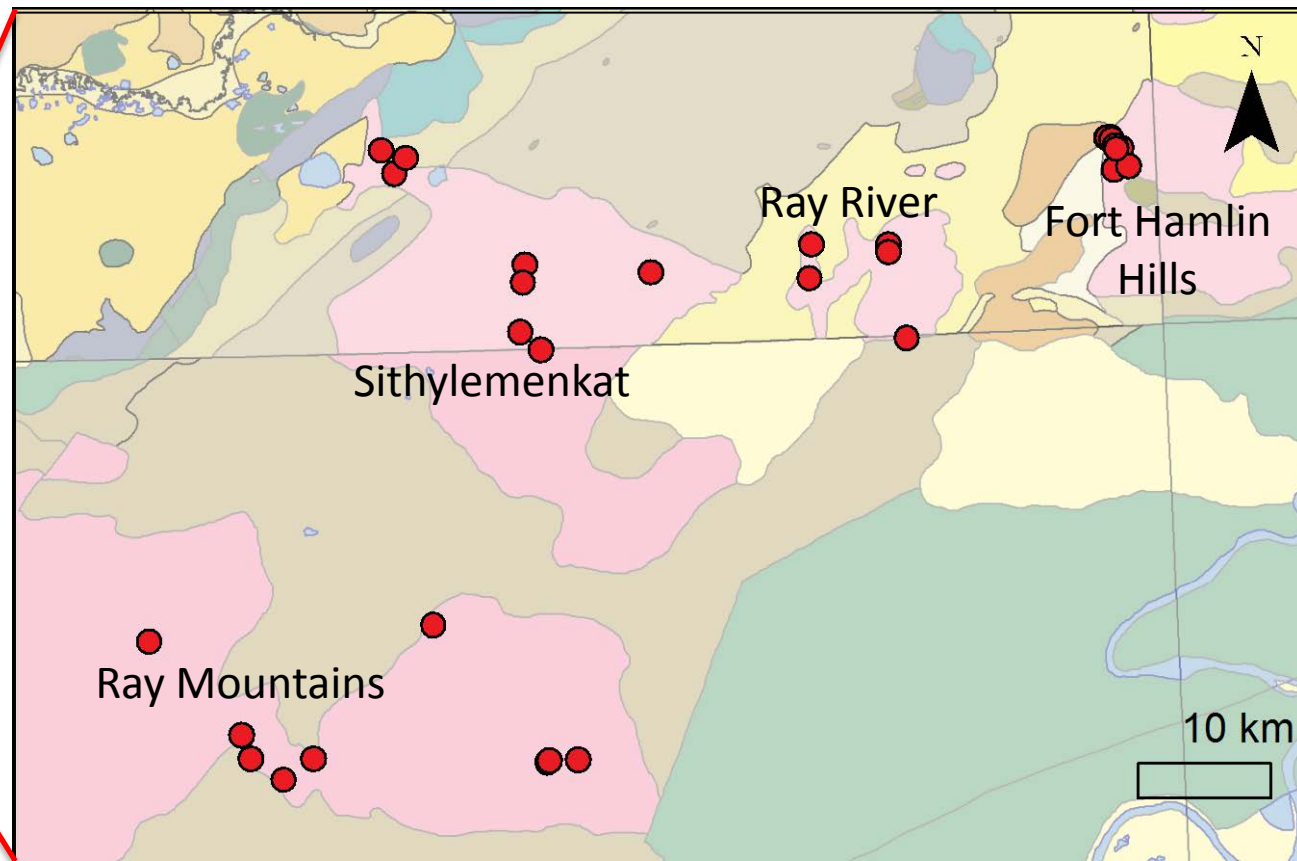 N
Ray River
Fort Hamlin
Hills
Sithylemenkat
Ray Mountains
10 km